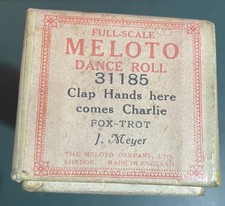 FULL-SCALE
MELOTO
DANCE ROLL
31185
Clap Hands here
comes Charlie
FOX-TROT
J. Meyer
THE MELOTO COMPANY, LTD.
LONDON. MADE IN ENGLAND